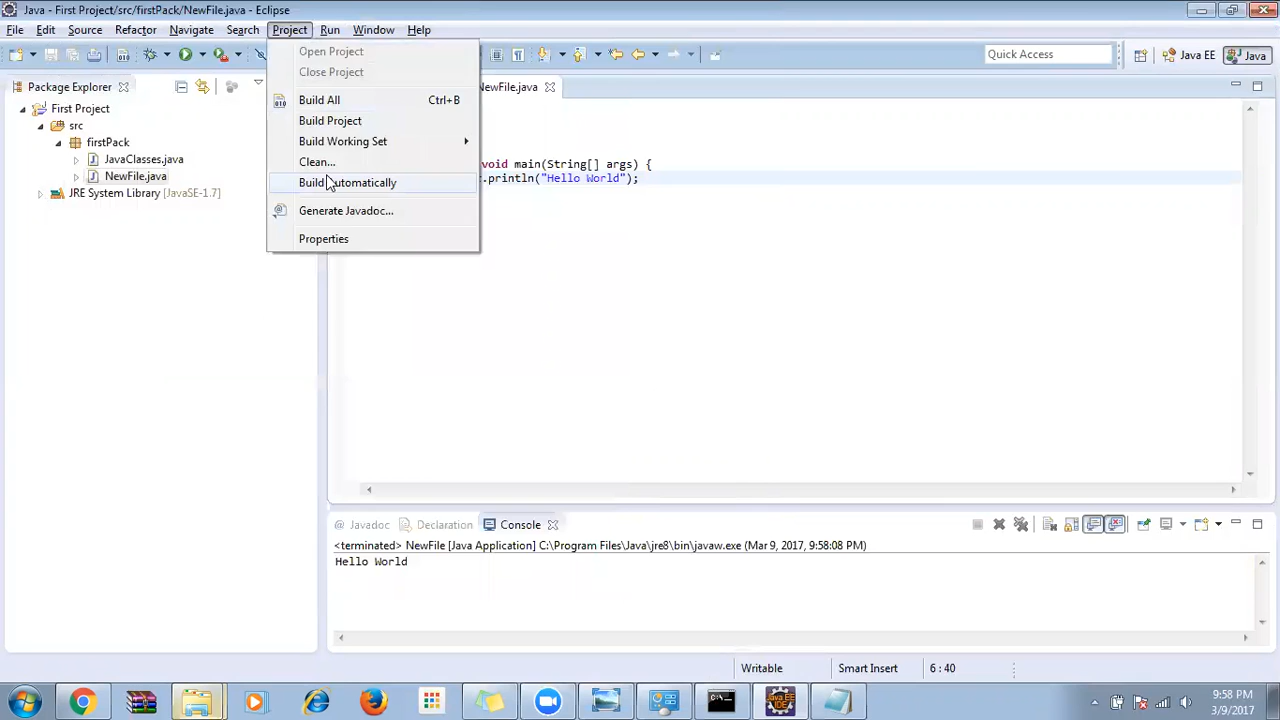 Java - First Project/src/firstPack/NewFile.java - Eclipse
File Edit Source Refactor Navigate Search Project Run Window Help
Quick Access
Java EE
Java
Package Explorer
First Project
src
firstPack
JavaClasses.java
NewFile.java
JRE System Library [JavaSE-1.7]
Open Project
Close Project
Build All Ctrl+B
Build Project
Build Working Set
Clean...
Build Automatically
Generate Javadoc...
Properties
NewFile.java
void main(String[] args) {
.println("Hello World");
Javadoc Declaration Console
<terminated> NewFile [Java Application] C:\Program Files\Java\jre8\bin\javaw.exe (Mar 9, 2017, 9:58:08 PM)
Hello World
Writable Smart Insert 6 : 40
9:58 PM
3/9/2017